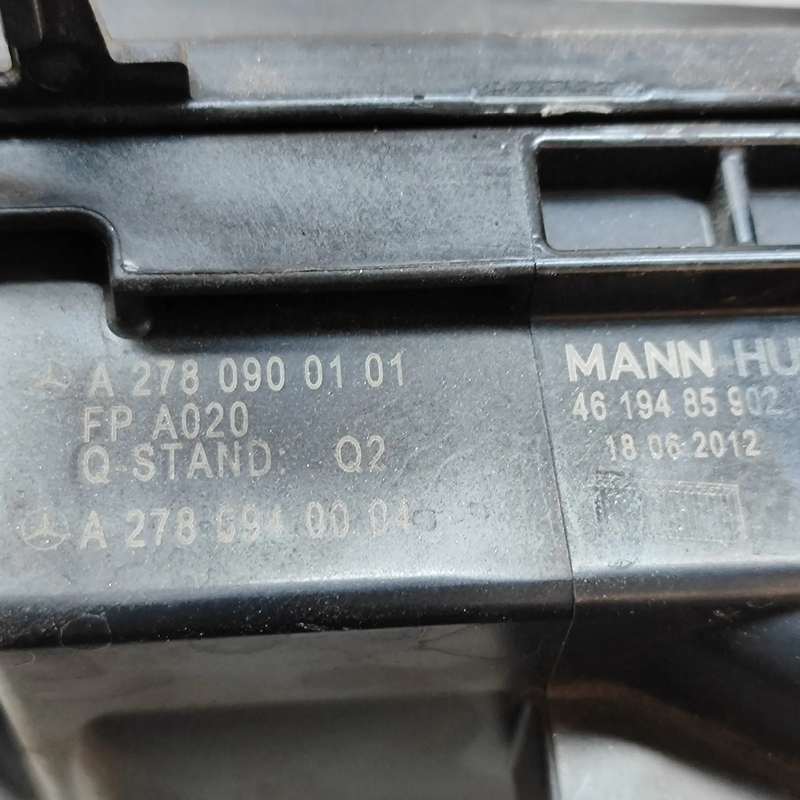 A 278 090 01 01
FP A020
Q-STAND: Q2
A 278 094 00 04
MANN+HU
46 194 85 902
18 06 2012